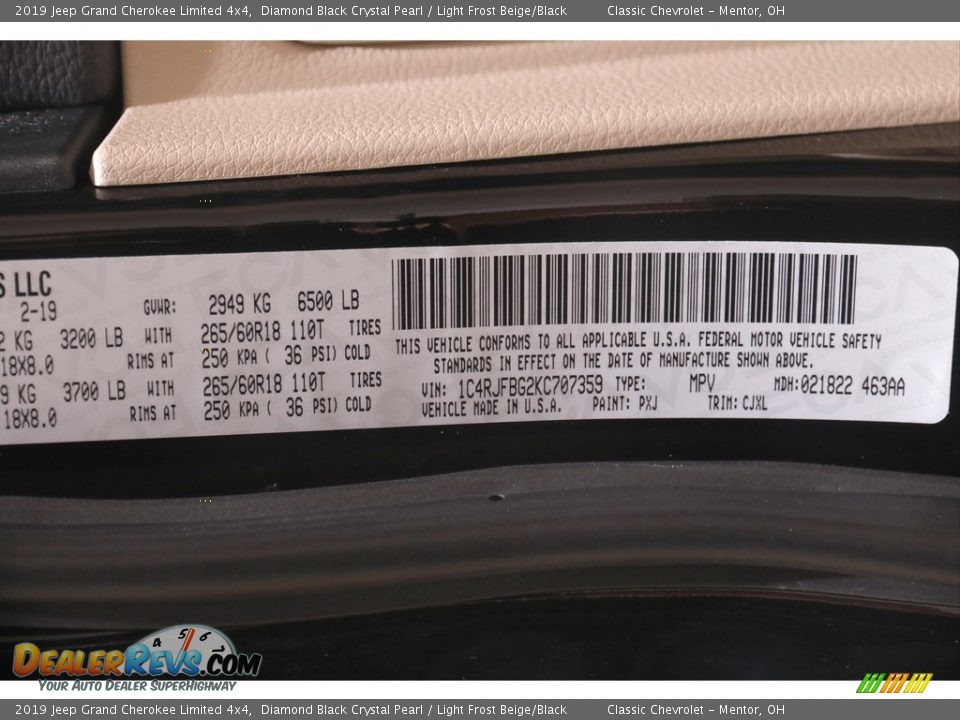 2019 Jeep Grand Cherokee Limited 4x4, Diamond Black Crystal Pearl / Light Frost Beige/Black Classic Chevrolet – Mentor, OH
S LLC
2-19 GVWR: 2949 KG 6500 LB
KG 3200 LB WITH 265/60R18 110T TIRES
18X8.0 RIMS AT 250 KPA ( 36 PSI) COLD
KG 3700 LB WITH 265/60R18 110T TIRES
18X8.0 RIMS AT 250 KPA ( 36 PSI) COLD
THIS VEHICLE CONFORMS TO ALL APPLICABLE U.S.A. FEDERAL MOTOR VEHICLE SAFETY
STANDARDS IN EFFECT ON THE DATE OF MANUFACTURE SHOWN ABOVE.
VIN: 1C4RJFBG2KC707359 TYPE: MPV MDH:021822 463AA
VEHICLE MADE IN U.S.A. PAINT: PXJ TRIM: CJXL
4 5 6 7
DealerRevs.com
Your Auto Dealer SuperHighway
2019 Jeep Grand Cherokee Limited 4x4, Diamond Black Crystal Pearl / Light Frost Beige/Black Classic Chevrolet – Mentor, OH